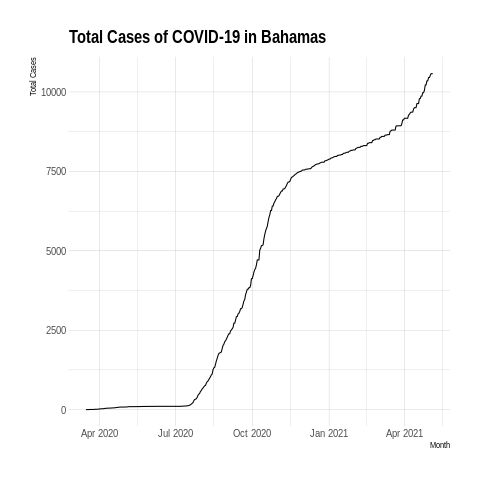 Total Cases of COVID-19 in Bahamas
Total Cases
10000
7500
5000
2500
0
Apr 2020
Jul 2020
Oct 2020
Jan 2021
Apr 2021
Month